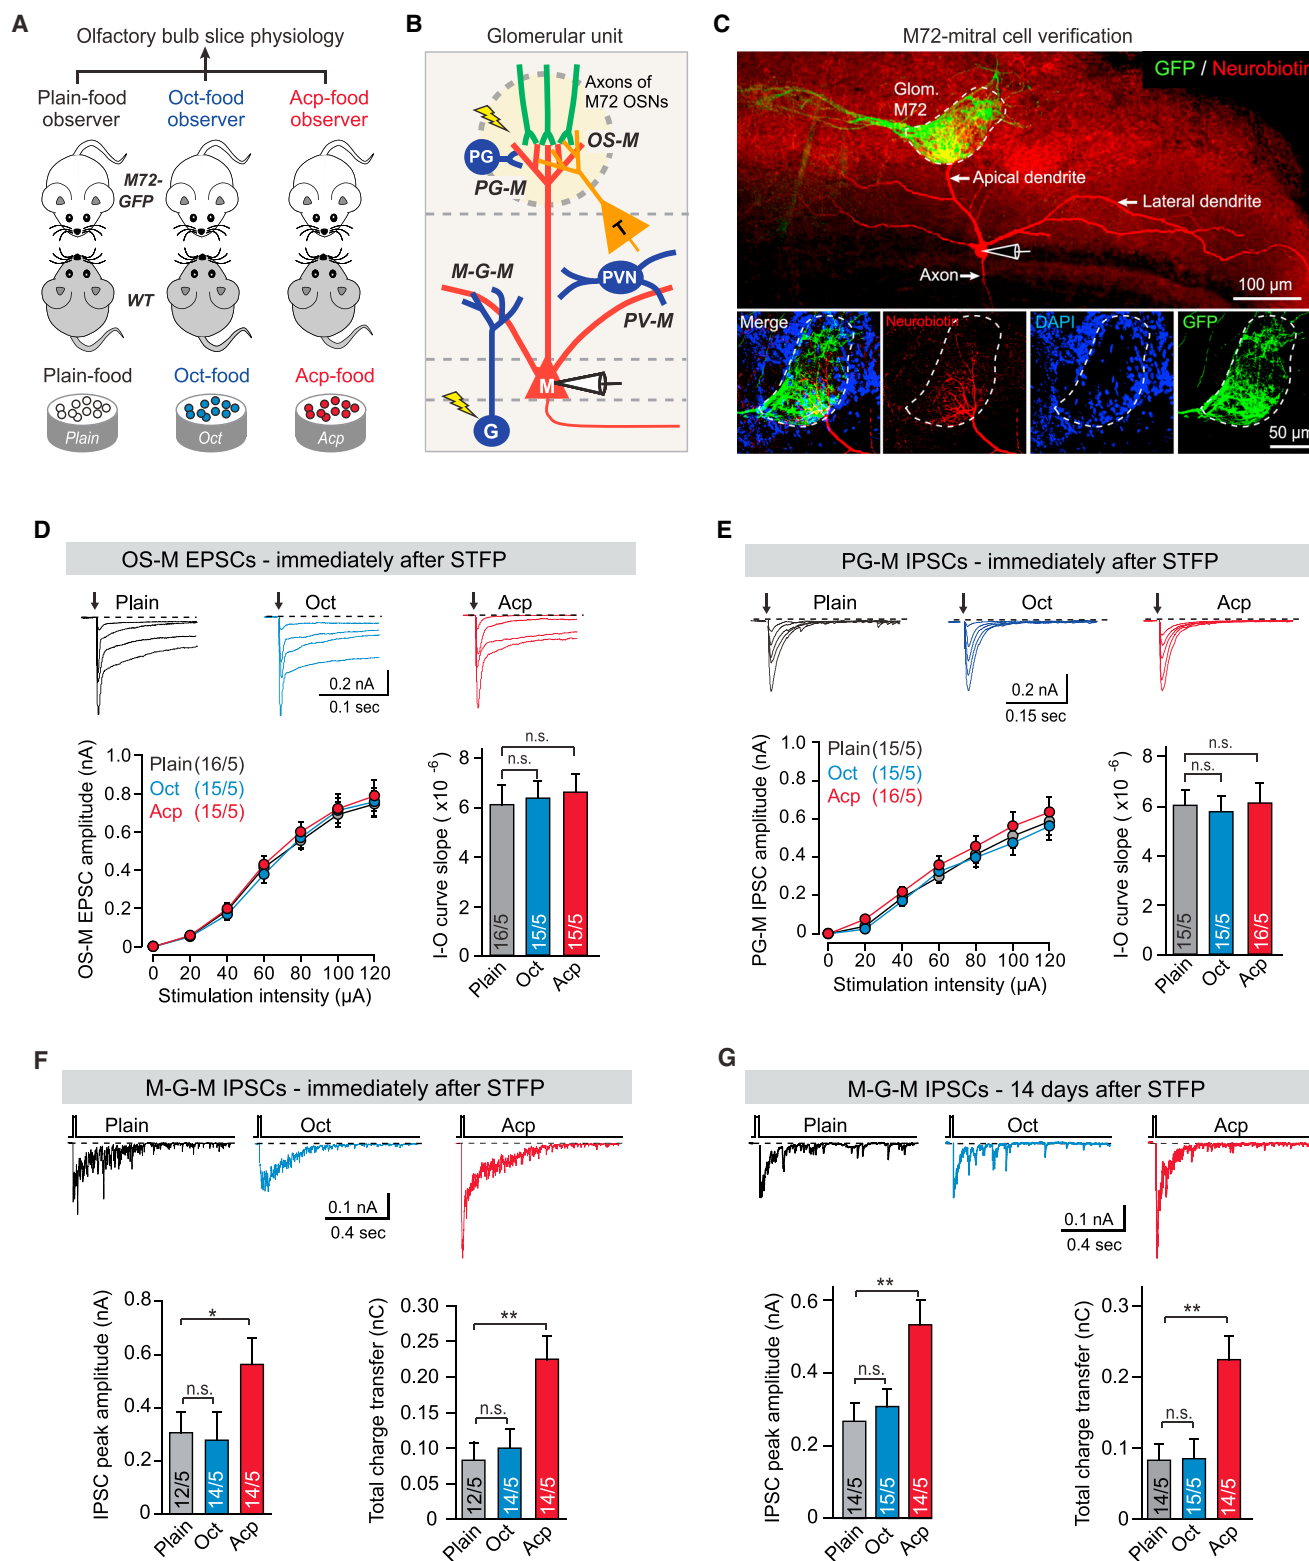 A
Olfactory bulb slice physiology
Plain-food observer
Oct-food observer
Acp-food observer
M72-GFP
WT
Plain-food
Oct-food
Acp-food
Plain
Oct
Acp
B
Glomerular unit
Axons of M72 OSNs
OS-M
PG
PG-M
T
M-G-M
PVN
PV-M
M
G
C
M72-mitral cell verification
GFP / Neurobiotin
Glom. M72
Apical dendrite
Lateral dendrite
Axon
100 µm
Merge
Neurobiotin
DAPI
GFP
50 µm
D
OS-M EPSCs - immediately after STFP
Plain
Oct
Acp
0.2 nA
0.1 sec
OS-M EPSC amplitude (nA)
1.0
0.8
0.6
0.4
0.2
0
Plain (16/5)
Oct (15/5)
Acp (15/5)
0 20 40 60 80 100 120
Stimulation intensity (µA)
I-O curve slope ( x10 -6)
8
6
4
2
0
n.s.
n.s.
16/5
15/5
15/5
Plain
Oct
Acp
E
PG-M IPSCs - immediately after STFP
Plain
Oct
Acp
0.2 nA
0.15 sec
PG-M IPSC amplitude (nA)
1.0
0.8
0.6
0.4
0.2
0
Plain (15/5)
Oct (15/5)
Acp (16/5)
0 20 40 60 80 100 120
Stimulation intensity (µA)
I-O curve slope ( x10 -6)
8
6
4
2
0
n.s.
n.s.
15/5
15/5
16/5
Plain
Oct
Acp
F
M-G-M IPSCs - immediately after STFP
Plain
Oct
Acp
0.1 nA
0.4 sec
IPSC peak amplitude (nA)
0.8
0.6
0.4
0.2
0
*
n.s.
12/5
14/5
14/5
Plain
Oct
Acp
Total charge transfer (nC)
0.30
0.25
0.20
0.15
0.10
0.05
0
**
n.s.
12/5
14/5
14/5
Plain
Oct
Acp
G
M-G-M IPSCs - 14 days after STFP
Plain
Oct
Acp
0.1 nA
0.4 sec
IPSC peak amplitude (nA)
0.6
0.4
0.2
0
**
n.s.
14/5
15/5
14/5
Plain
Oct
Acp
Total charge transfer (nC)
0.3
0.2
0.1
0
**
n.s.
14/5
15/5
14/5
Plain
Oct
Acp